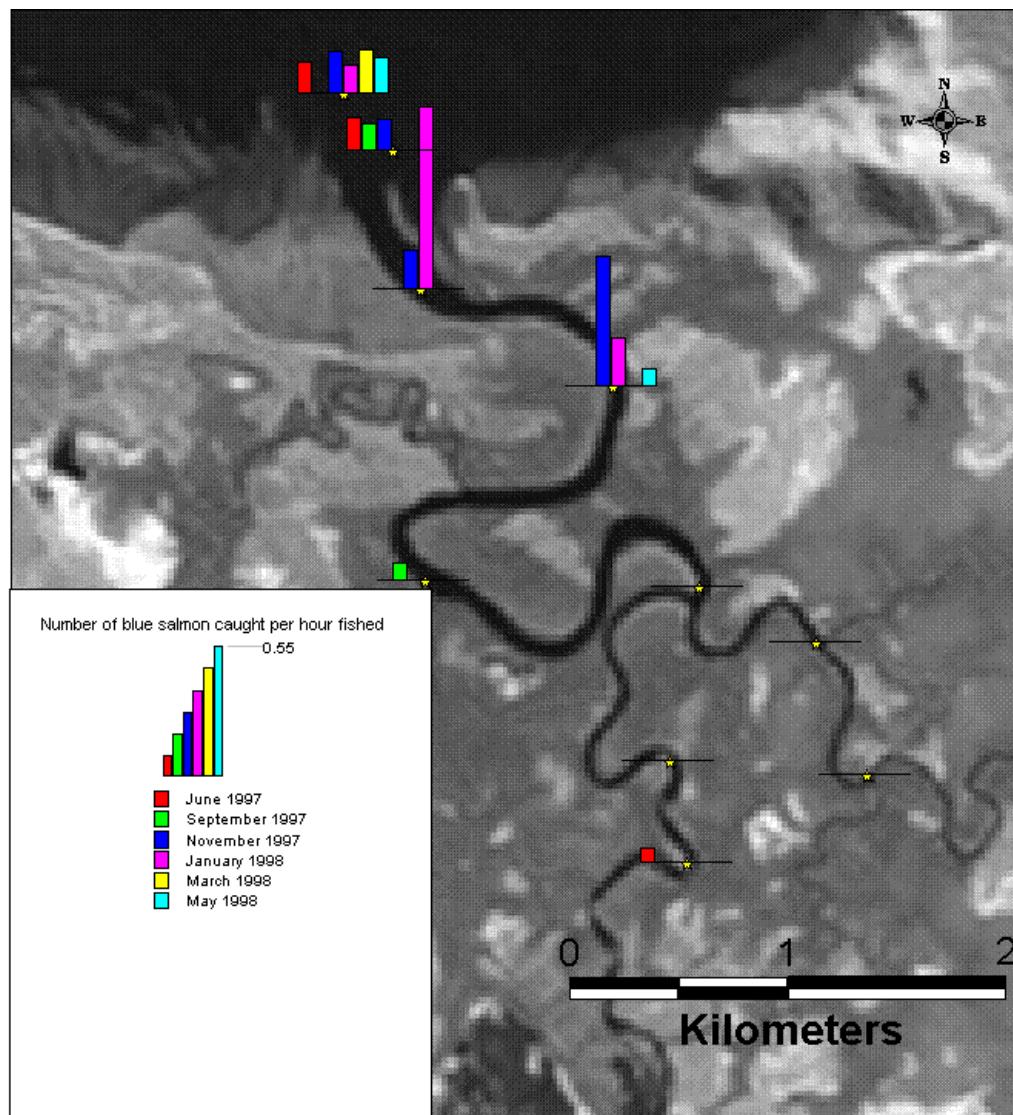 N
W E
S
Number of blue salmon caught per hour fished
0.55
June 1997
September 1997
November 1997
January 1998
March 1998
May 1998
0 1 2
Kilometers